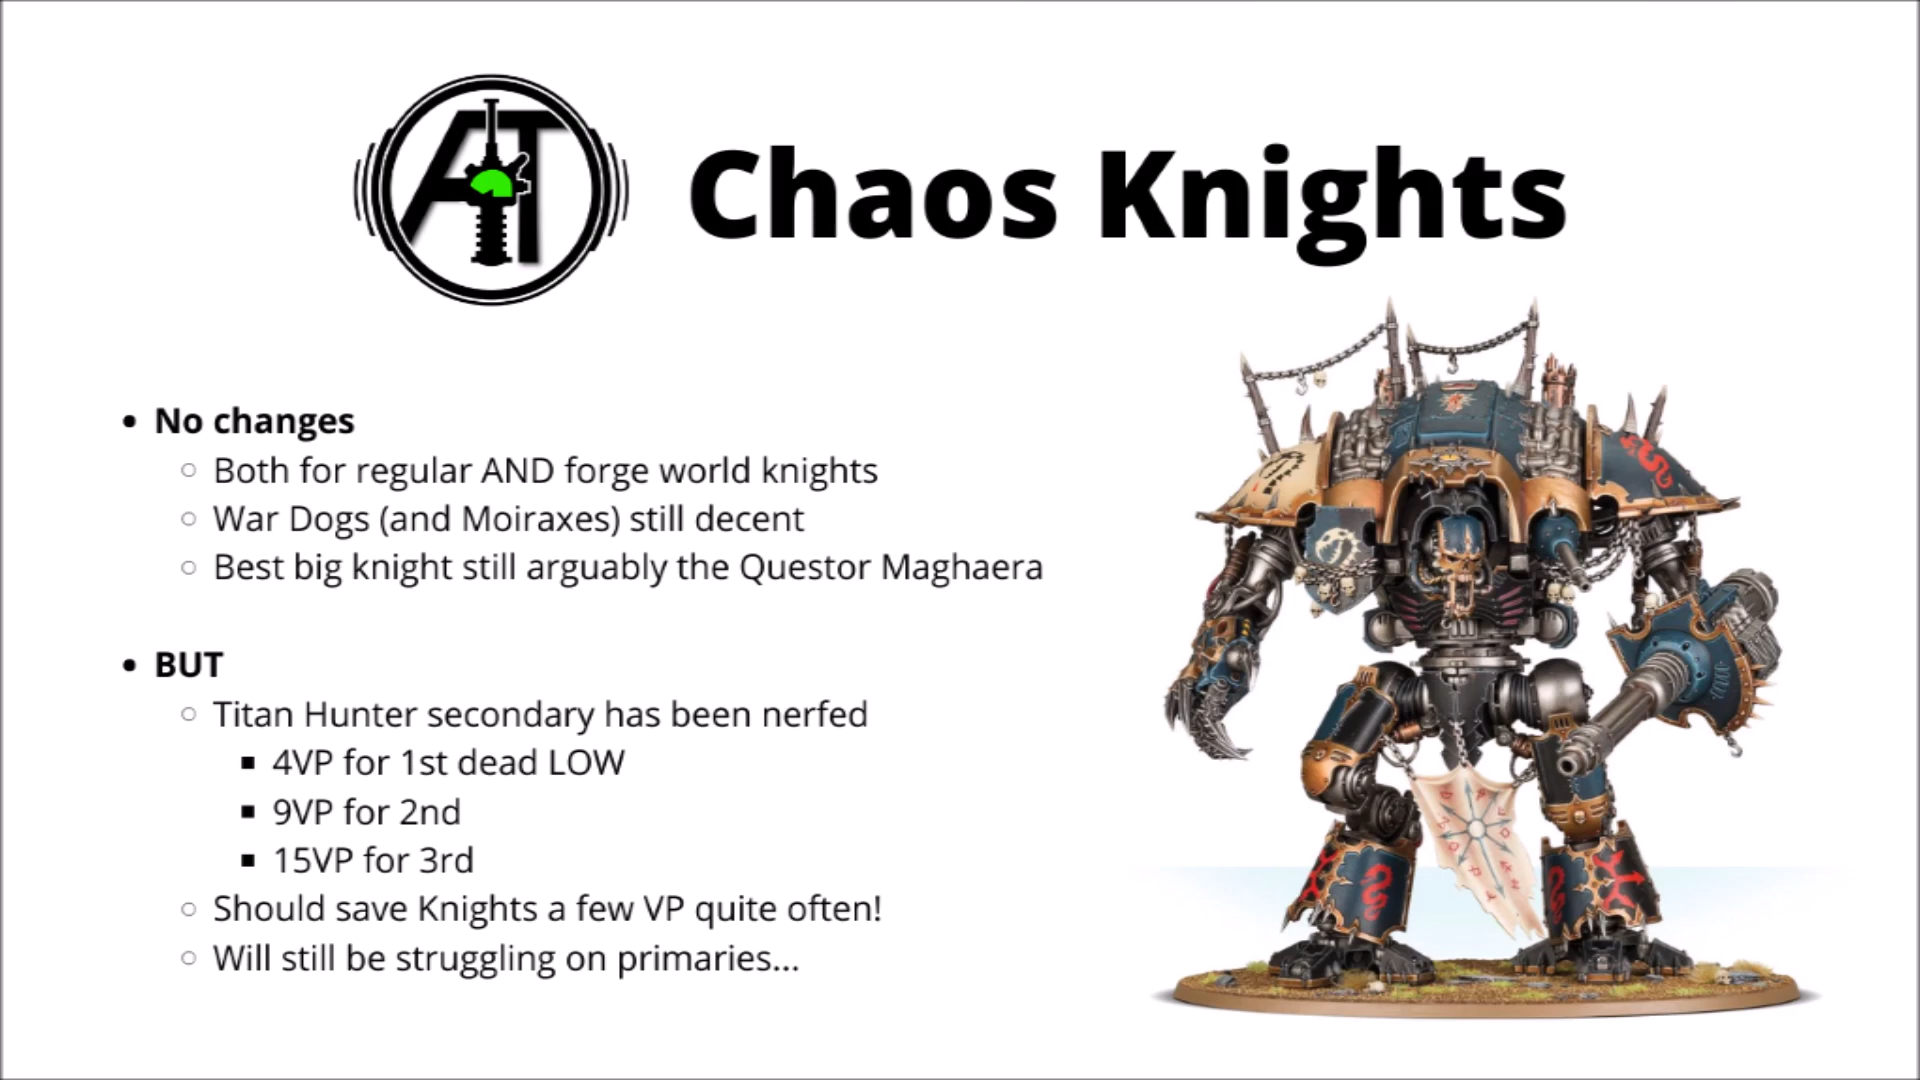 AT
Chaos Knights
• No changes
○ Both for regular AND forge world knights
○ War Dogs (and Moiraxes) still decent
○ Best big knight still arguably the Questor Maghaera
• BUT
○ Titan Hunter secondary has been nerfed
▪ 4VP for 1st dead LOW
▪ 9VP for 2nd
▪ 15VP for 3rd
○ Should save Knights a few VP quite often!
○ Will still be struggling on primaries...